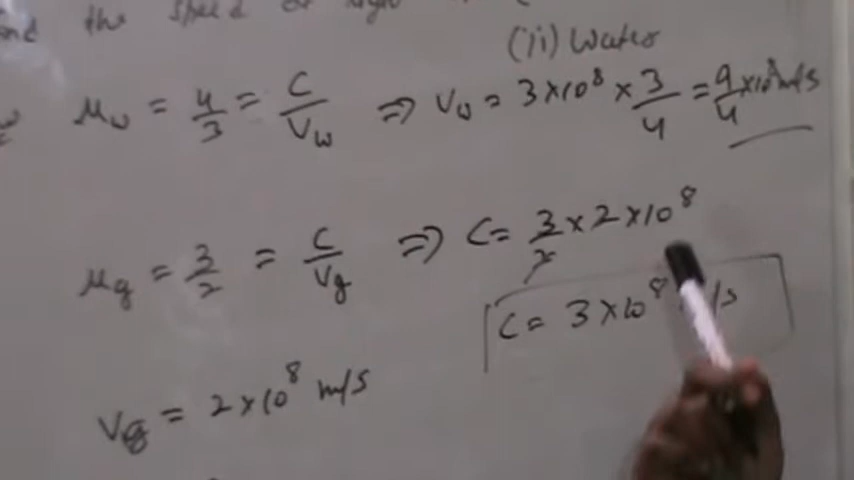 find the speed of light
(ii) Water
μw = 4/3 = C/Vw ⇒ Vw = 3×10⁸ × 3/4 = 9/4 ×10⁸ m/s
μg = 3/2 = C/Vg ⇒ C = 3/2 × 2×10⁸
C = 3×10⁸ m/s
Vg = 2×10⁸ m/s